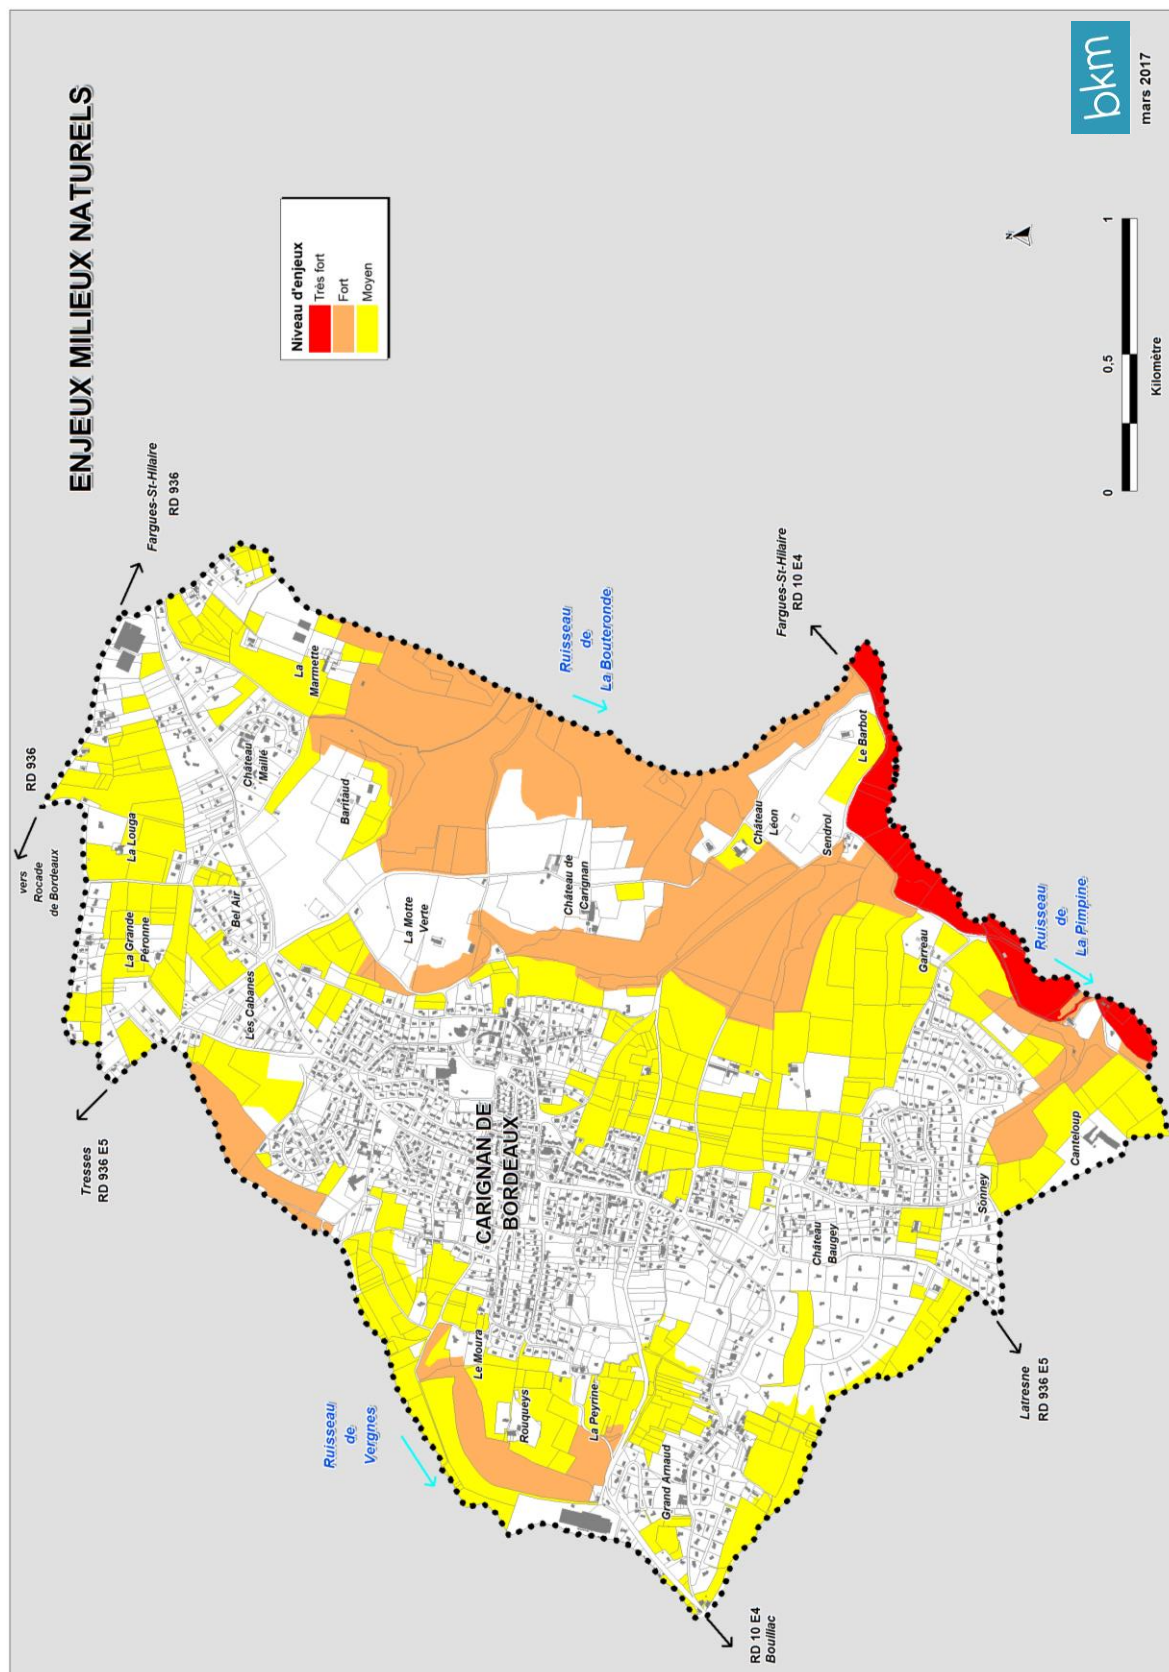 ENJEUX MILIEUX NATURELS
Niveau d'enjeux
Très fort
Fort
Moyen
bkm
mars 2017
N
0
0,5
1
Kilomètre
vers
Rocade
de Bordeaux
RD 936
Fargues-St-Hilaire
RD 936
Tresses
RD 936 E5
Ruisseau
de
La Bouteronde
Fargues-St-Hilaire
RD 10 E4
Ruisseau
de
La Pimpine
Ruisseau
de
Vergnes
Latresne
RD 936 E5
RD 10 E4
Bouliac
La Louga
La Grande
Péronne
Bel Air
Les Cabanes
Château
Maillé
La
Marmette
Baritaud
La Motte
Verte
Château de
Carignan
Château
Léon
Le Barbot
Sendrol
Garreau
CARIGNAN DE
BORDEAUX
Le Moura
Rouqueys
La Peyrine
Grand Arnaud
Château
Baugey
Sonney
Canteloup